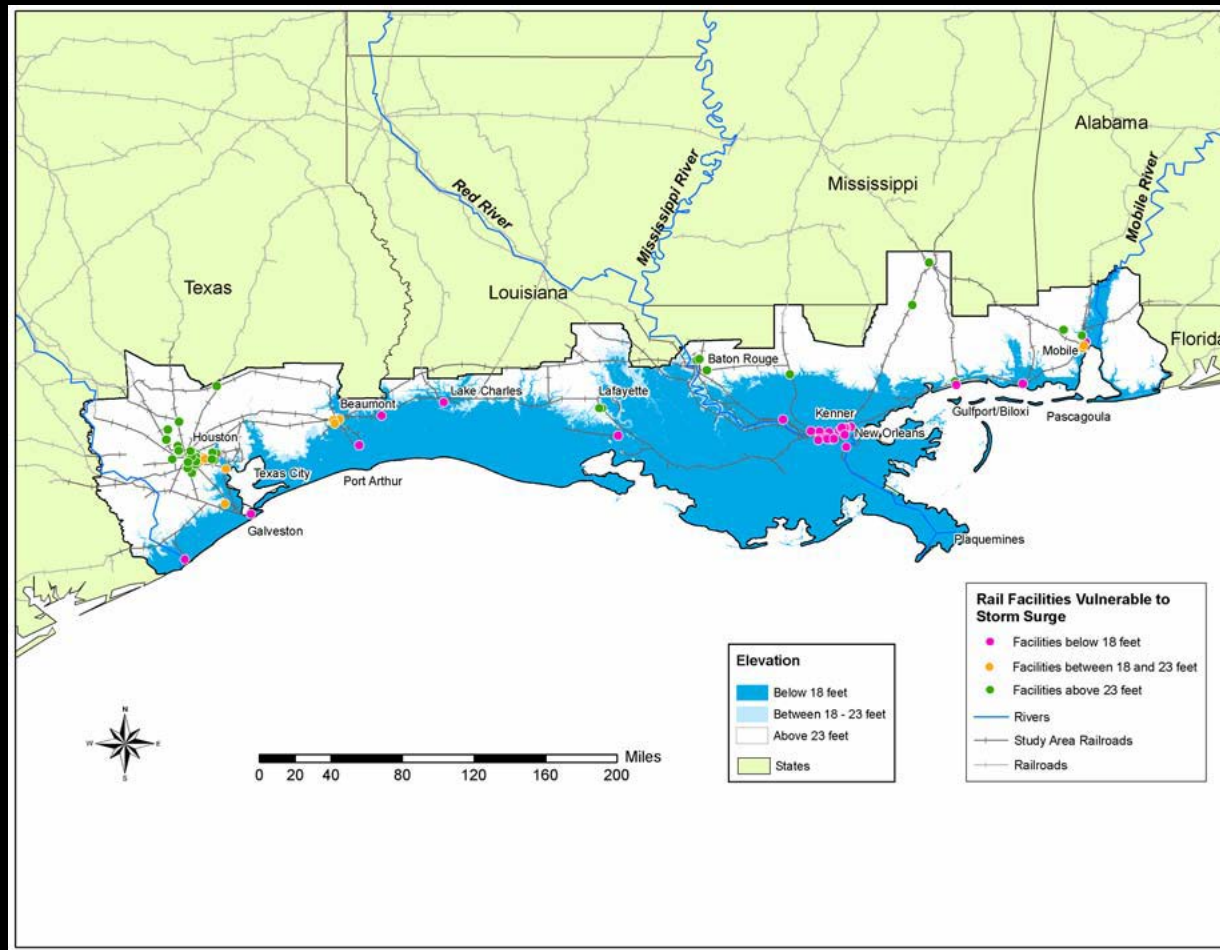 Alabama
Mississippi
Mississippi River
Mobile River
Red River
Texas
Louisiana
Florida
Mobile
Baton Rouge
Lake Charles
Lafayette
Beaumont
Gulfport/Biloxi
Pascagoula
Kenner
New Orleans
Houston
Texas City
Port Arthur
Galveston
Plaquemines
Rail Facilities Vulnerable to
Storm Surge
Facilities below 18 feet
Facilities between 18 and 23 feet
Facilities above 23 feet
Rivers
Study Area Railroads
Railroads
Elevation
Below 18 feet
Between 18 - 23 feet
Above 23 feet
States
N
W E
S
Miles
0 20 40 80 120 160 200